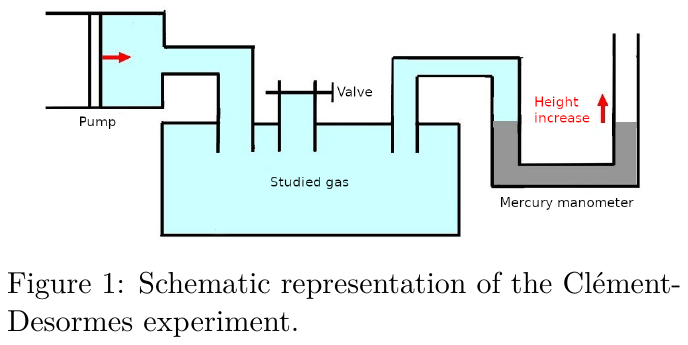 Valve
Height
increase
Pump
Studied gas
Mercury manometer
Figure 1: Schematic representation of the Clément-
Desormes experiment.